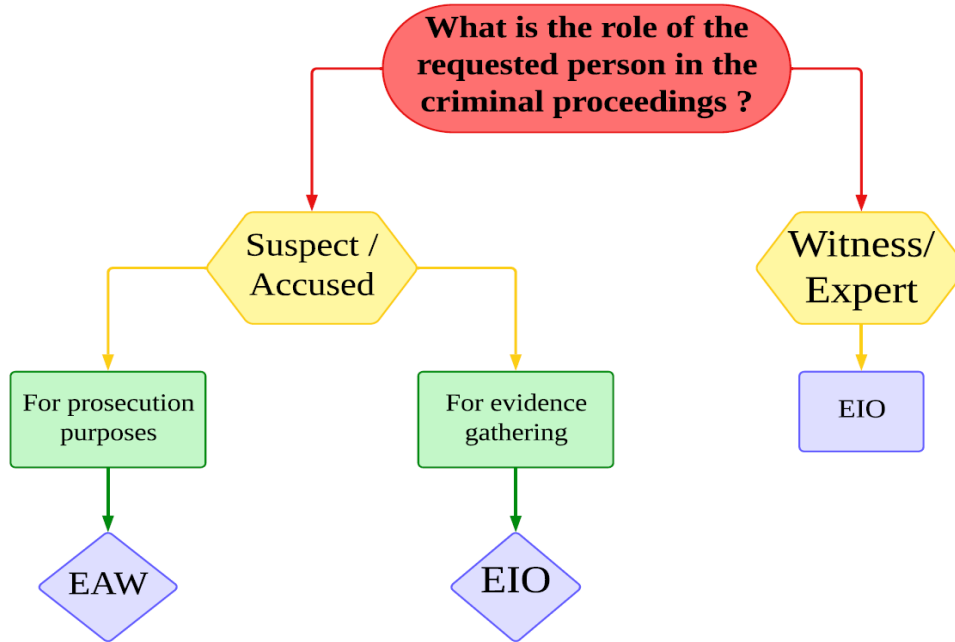 What is the role of the
requested person in the
criminal proceedings ?
Suspect /
Accused
Witness/
Expert
For prosecution
purposes
For evidence
gathering
EIO
EAW
EIO